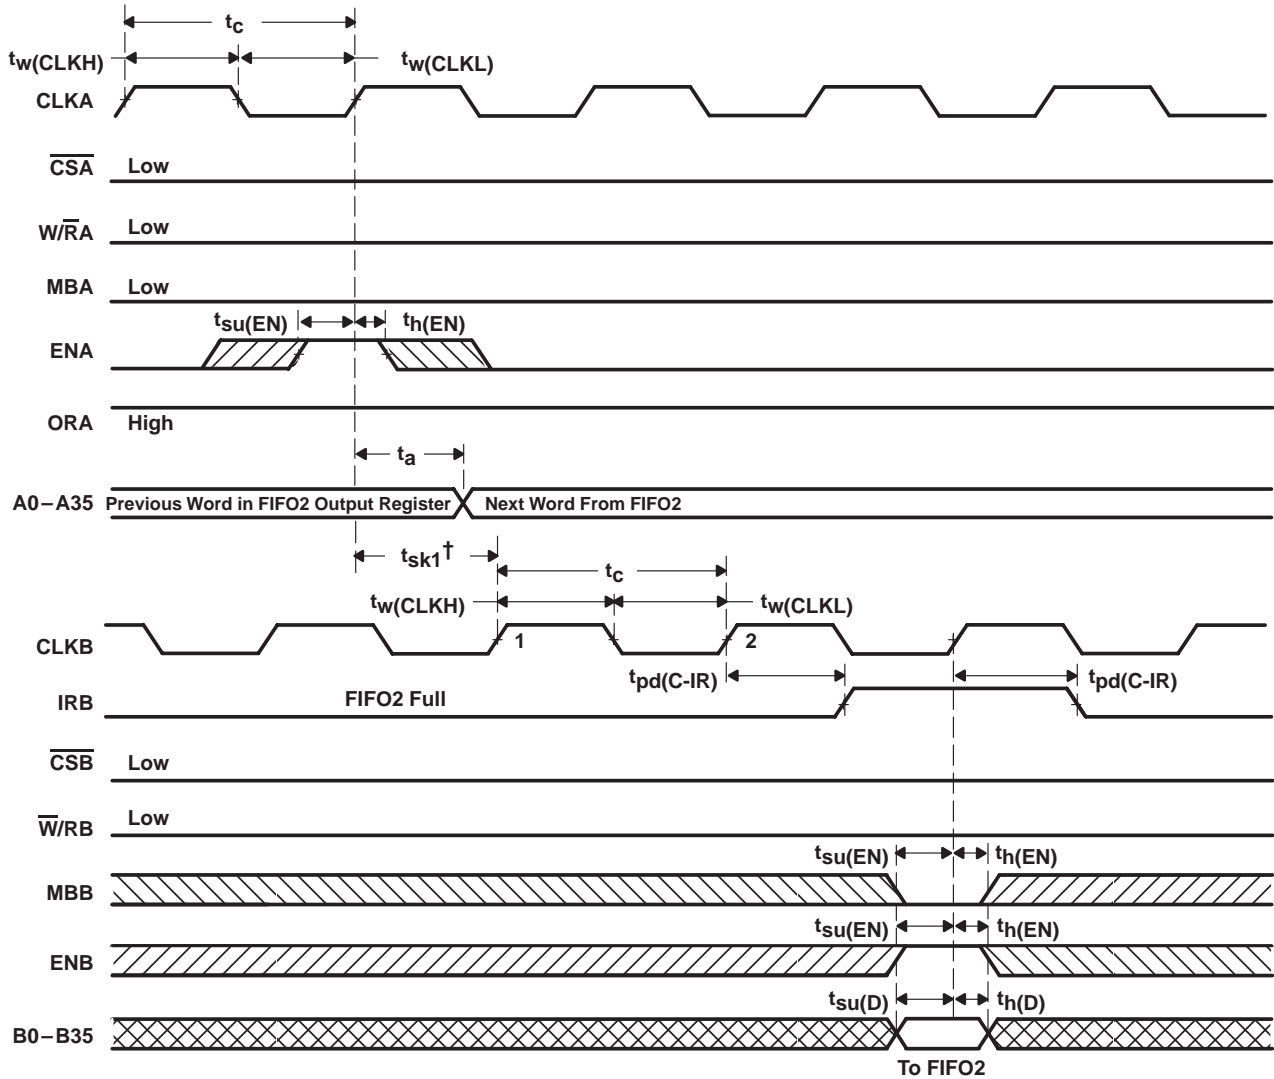 tc
tw(CLKH) tw(CLKL)
CLKA
CSA Low
W/RA Low
MBA Low
tsu(EN) th(EN)
ENA
ORA High
ta
A0–A35 Previous Word in FIFO2 Output Register Next Word From FIFO2
tsk1†
tc
tw(CLKH) tw(CLKL)
CLKB 1 2
tpd(C-IR) tpd(C-IR)
IRB FIFO2 Full
CSB Low
W/RB Low
tsu(EN) th(EN)
MBB
tsu(EN) th(EN)
ENB
tsu(D) th(D)
B0–B35
To FIFO2